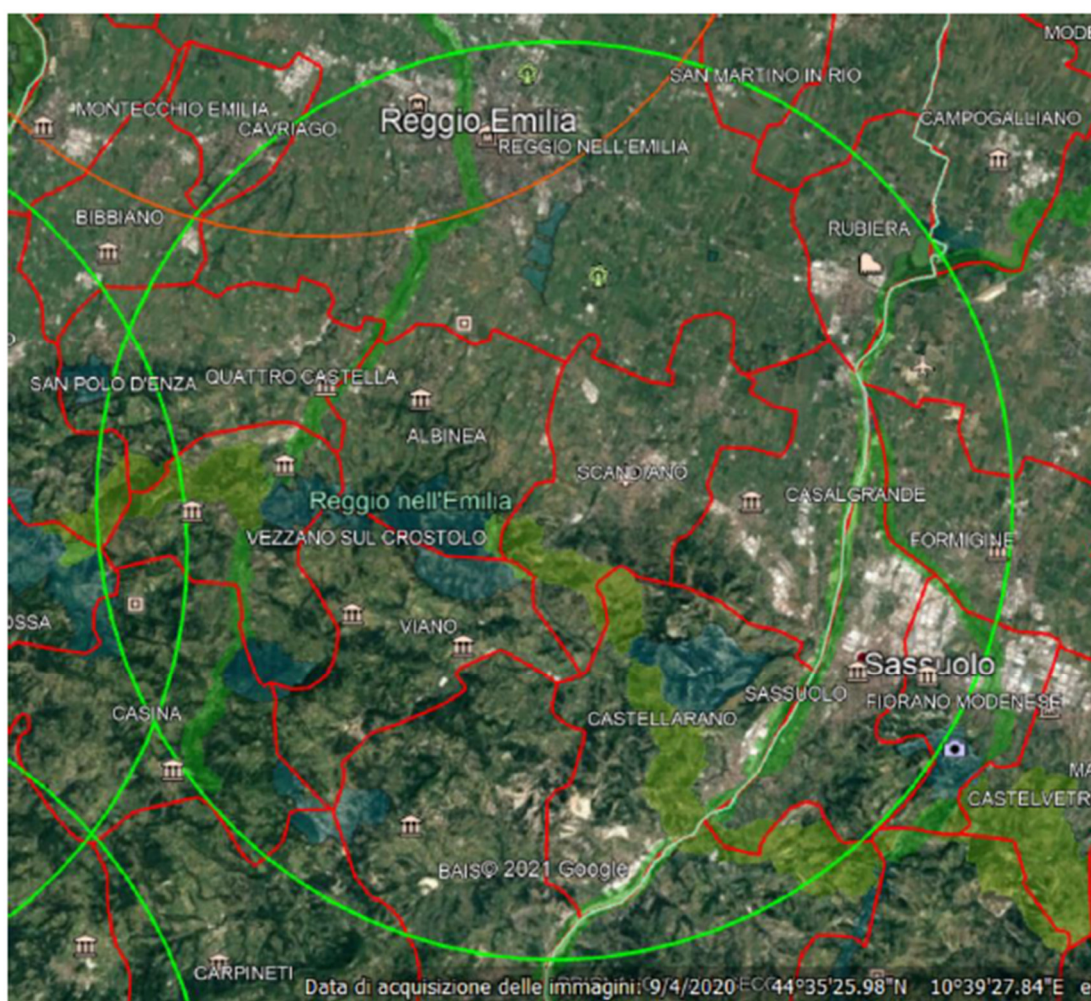 MODE
SAN MARTINO IN RIO
MONTECCHIO EMILIA
CAVRIAGO
Reggio Emilia
CAMPOGALLIANO
REGGIO NELL'EMILIA
BIBBIANO
RUBIERA
SAN POLO D'ENZA
QUATTRO CASTELLA
ALBINEA
SCANDIANO
Reggio nell'Emilia
CASALGRANDE
VEZZANO SUL CROSTOLO
FORMIGINE
OSSA
VIANO
Sassuolo
SASSUOLO
FIORANO MODENESE
CASINA
CASTELLARANO
MA
CASTELVETR
BAIS© 2021 Google
CARPINETI
Data di acquisizione delle immagini: 9/4/2020 44°35'25.98"N 10°39'27.84"E